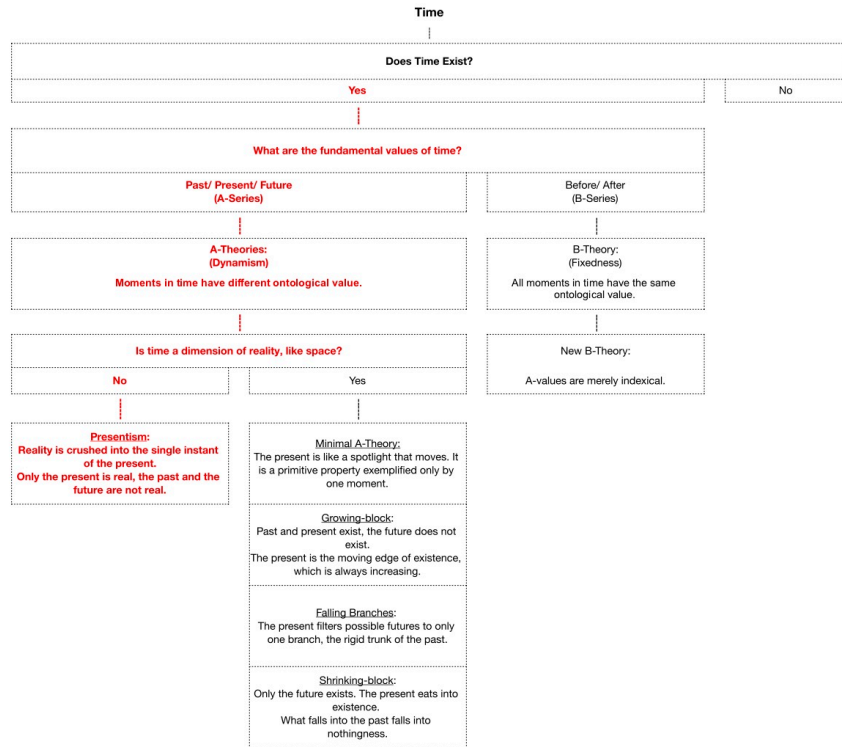 Time
Does Time Exist?
Yes
No
What are the fundamental values of time?
Past/ Present/ Future
(A-Series)
Before/ After
(B-Series)
A-Theories:
(Dynamism)
Moments in time have different ontological value.
B-Theory:
(Fixedness)
All moments in time have the same
ontological value.
Is time a dimension of reality, like space?
No
Yes
New B-Theory:
A-values are merely indexical.
Presentism:
Reality is crushed into the single instant
of the present.
Only the present is real, the past and the
future are not real.
Minimal A-Theory:
The present is like a spotlight that moves. It
is a primitive property exemplified only by
one moment.
Growing-block:
Past and present exist, the future does not
exist.
The present is the moving edge of existence,
which is always increasing.
Falling Branches:
The present filters possible futures to only
one branch, the rigid trunk of the past.
Shrinking-block:
Only the future exists. The present eats into
existence.
What falls into the past falls into
nothingness.